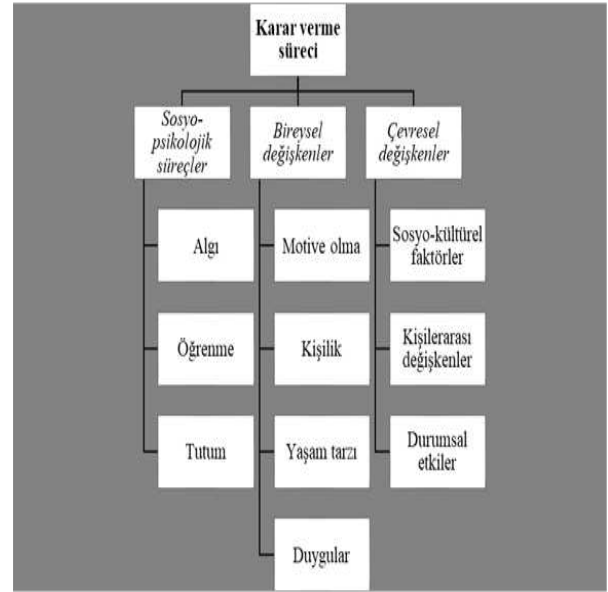 Karar verme
süreci
Sosyo-
psikolojik
süreçler
Bireysel
değişkenler
Çevresel
değişkenler
Algı
Motive olma
Sosyo-kültürel
faktörler
Öğrenme
Kişilik
Kişilerarası
değişkenler
Tutum
Yaşam tarzı
Durumsal
etkiler
Duygular